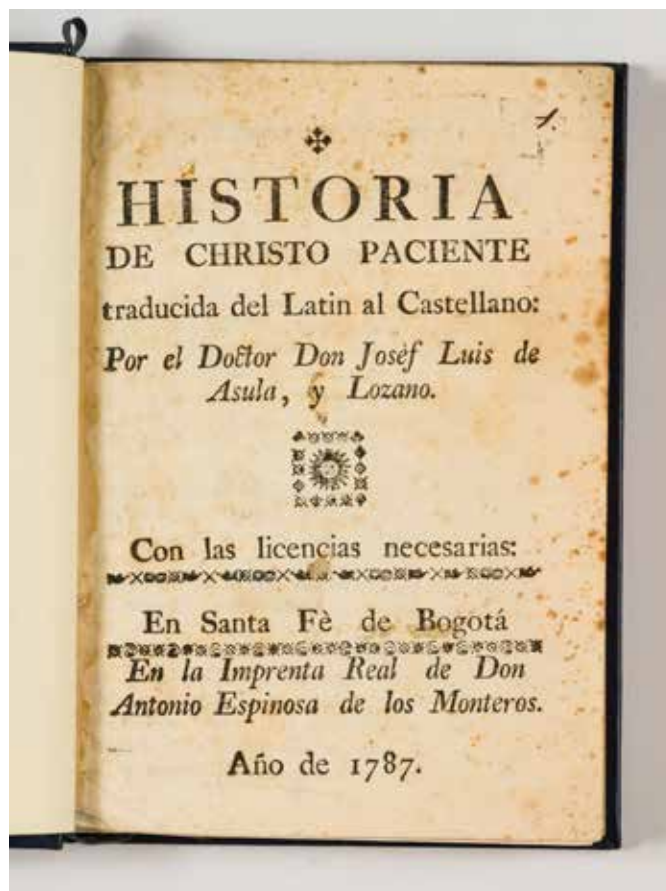 1.
HISTORIA
DE CHRISTO PACIENTE
traducida del Latin al Castellano:
Por el Doctor Don Josèf Luis de
Asula, y Lozano.
Con las licencias necesarias:
En Santa Fè de Bogotá
En la Imprenta Real de Don
Antonio Espinosa de los Monteros.
Año de 1787.